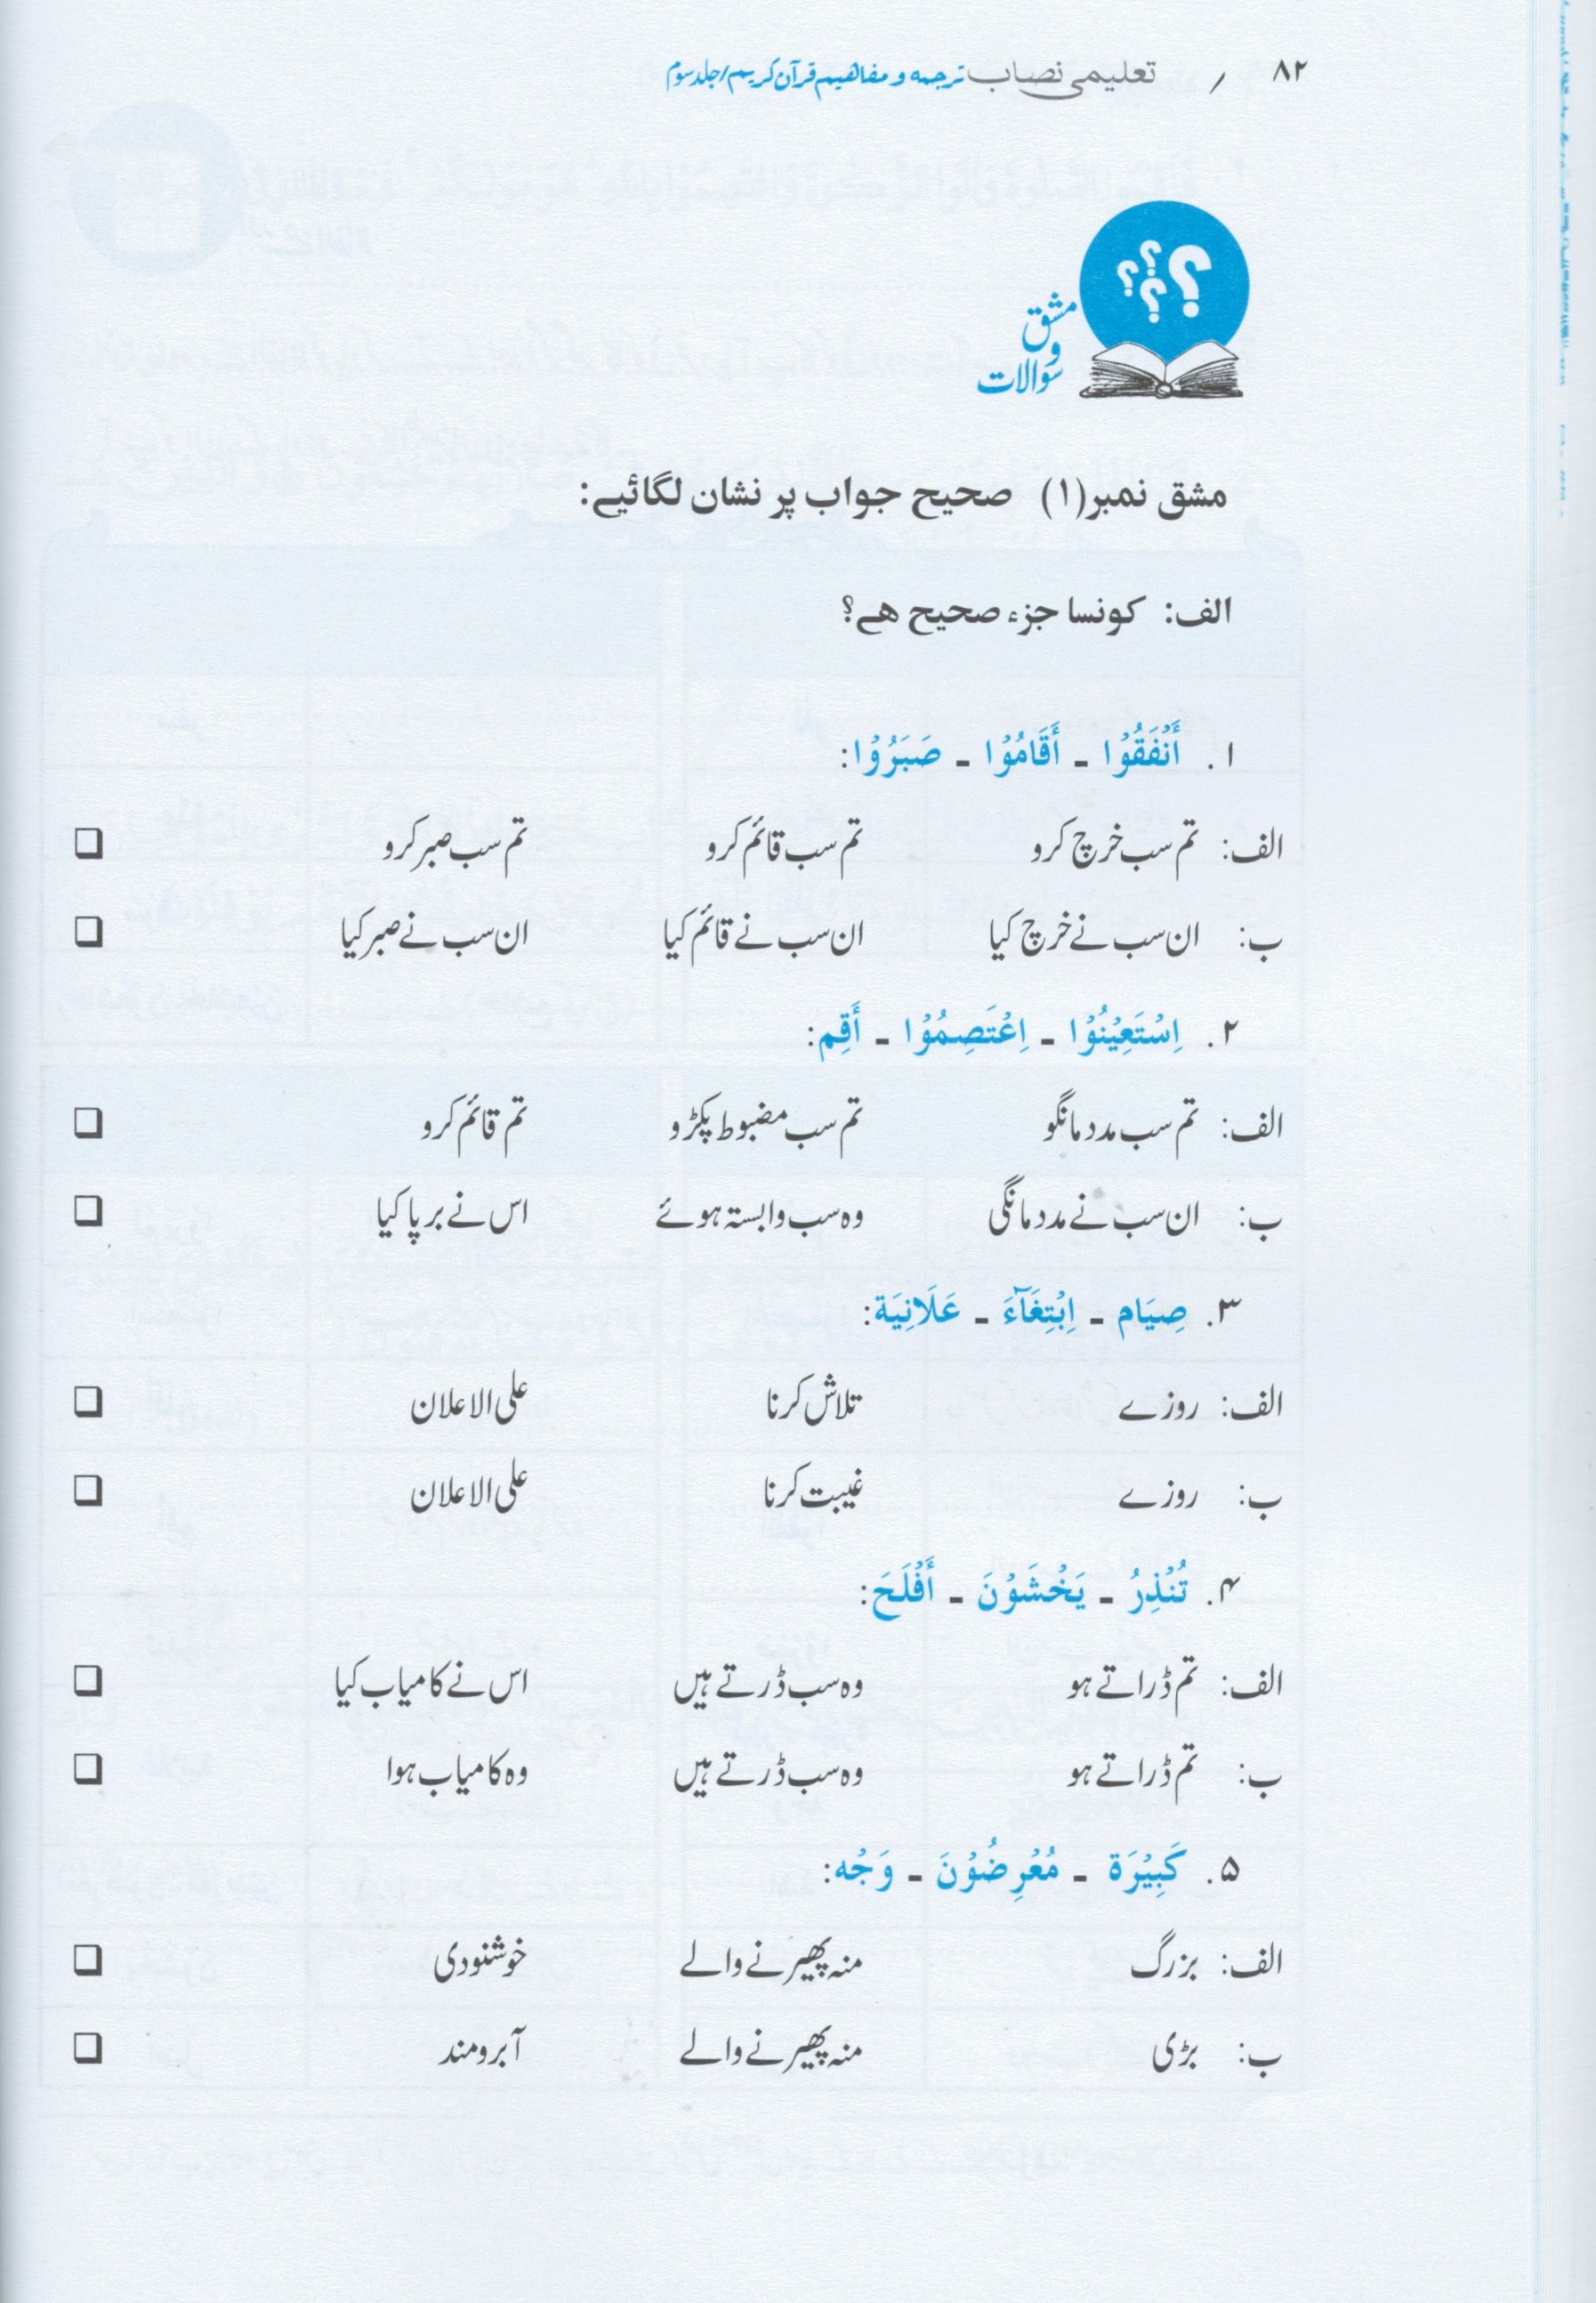 ۸۲ / تعلیمی نصاب ترجمه و مفاهیم قرآن کریم/جلد سوم
مشق
و
سوالات
مشق نمبر(۱) صحیح جواب پر نشان لگائیے:
الف: کونسا جزء صحیح هے؟
۱. أَنْفَقُوْا ـ أَقَامُوْا ـ صَبَرُوْا:
الف: تم سب خرچ کرو تم سب قائم کرو تم سب صبر کرو ❏
ب: ان سب نے خرچ کیا ان سب نے قائم کیا ان سب نے صبر کیا ❏
۲. اِسْتَعِیْنُوْا ـ اِعْتَصِمُوْا ـ أَقِم:
الف: تم سب مدد مانگو تم سب مضبوط پکڑو تم قائم کرو ❏
ب: ان سب نے مدد مانگی وہ سب وابستہ ہوئے اس نے برپا کیا ❏
۳. صِیَام ـ اِبْتِغَآءَ ـ عَلَانِیَة:
الف: روزے تلاش کرنا علی الاعلان ❏
ب: روزے غیبت کرنا علی الاعلان ❏
۴. تُنْذِرُ ـ یَخْشَوْنَ ـ أَفْلَحَ:
الف: تم ڈراتے ہو وہ سب ڈرتے ہیں اس نے کامیاب کیا ❏
ب: تم ڈراتے ہو وہ سب ڈرتے ہیں وہ کامیاب ہوا ❏
۵. کَبِیْرَة ـ مُعْرِضُوْنَ ـ وَجْه:
الف: بزرگ منہ پھیرنے والے خوشنودی ❏
ب: بڑی منہ پھیرنے والے آبرومند ❏